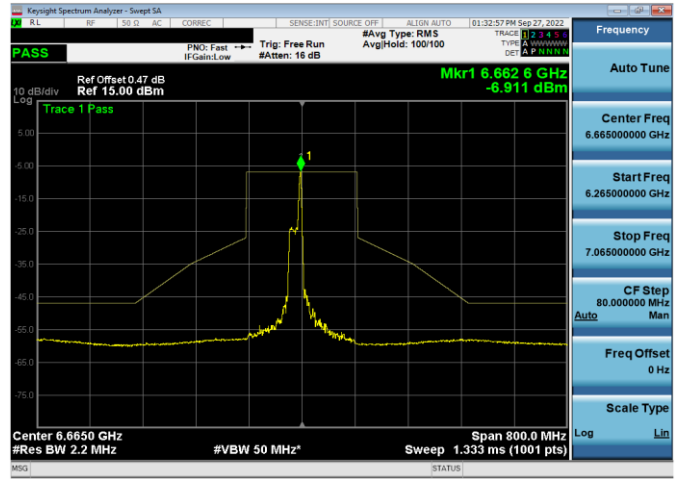 Keysight Spectrum Analyzer - Swept SA
RL RF 50 Ω AC CORREC SENSE:INT SOURCE OFF ALIGN AUTO 01:32:57 PM Sep 27, 2022
Frequency
PASS
PNO: Fast
IFGain:Low
Trig: Free Run
#Atten: 16 dB
#Avg Type: RMS
Avg|Hold: 100/100
TRACE 1 2 3 4 5 6
TYPE A WWWWW
DET A P N N N N
Ref Offset 0.47 dB
10 dB/div Ref 15.00 dBm
Log
Mkr1 6.662 6 GHz
-6.911 dBm
Trace 1 Pass
1
5.00
-5.00
-15.0
-25.0
-35.0
-45.0
-55.0
-65.0
-75.0
Center 6.6650 GHz
#Res BW 2.2 MHz
#VBW 50 MHz*
Span 800.0 MHz
Sweep 1.333 ms (1001 pts)
MSG
STATUS
Auto Tune
Center Freq
6.665000000 GHz
Start Freq
6.265000000 GHz
Stop Freq
7.065000000 GHz
CF Step
80.000000 MHz
Auto Man
Freq Offset
0 Hz
Scale Type
Log Lin